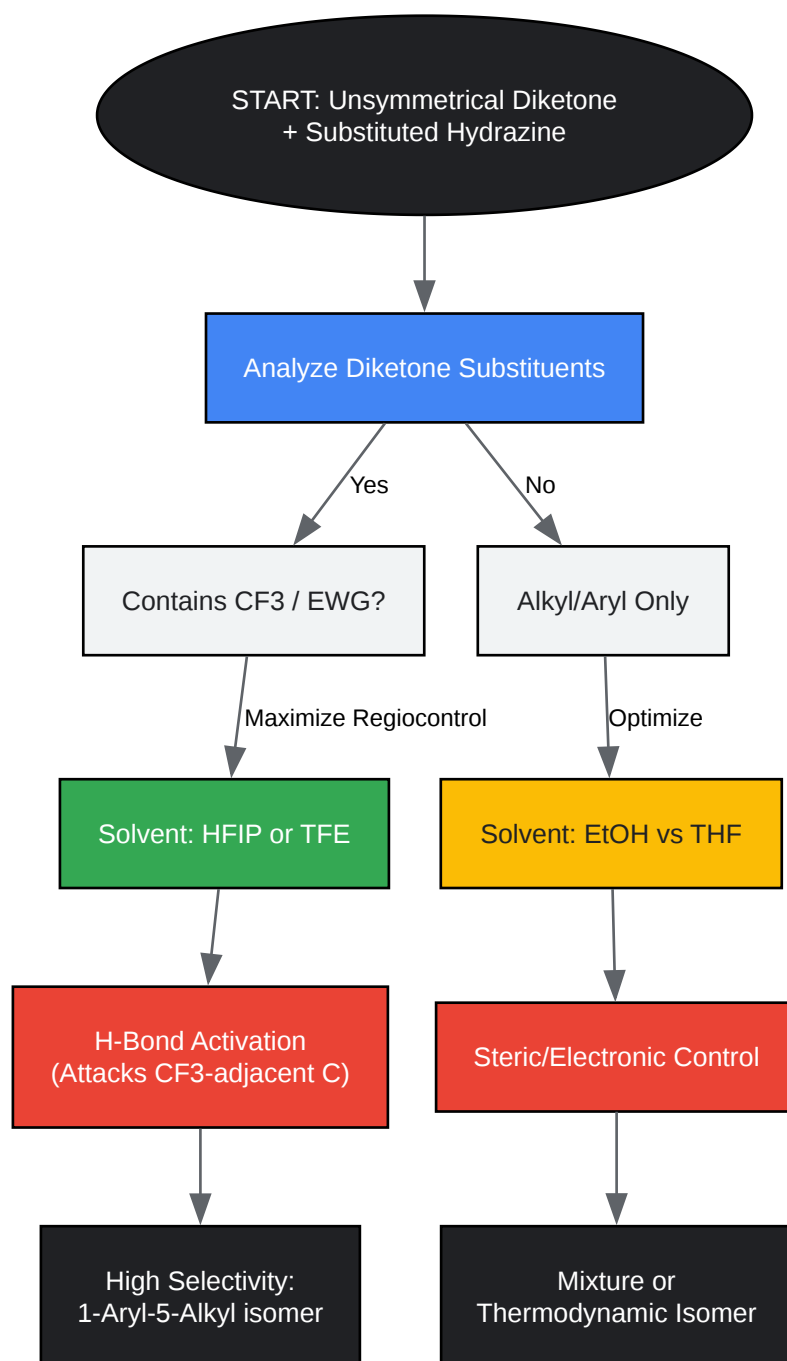 START: Unsymmetrical Diketone
+ Substituted Hydrazine
Analyze Diketone Substituents
Yes
No
Contains CF3 / EWG?
Alkyl/Aryl Only
Maximize Regiocontrol
Optimize
Solvent: HFIP or TFE
Solvent: EtOH vs THF
H-Bond Activation
(Attacks CF3-adjacent C)
Steric/Electronic Control
High Selectivity:
1-Aryl-5-Alkyl isomer
Mixture or
Thermodynamic Isomer